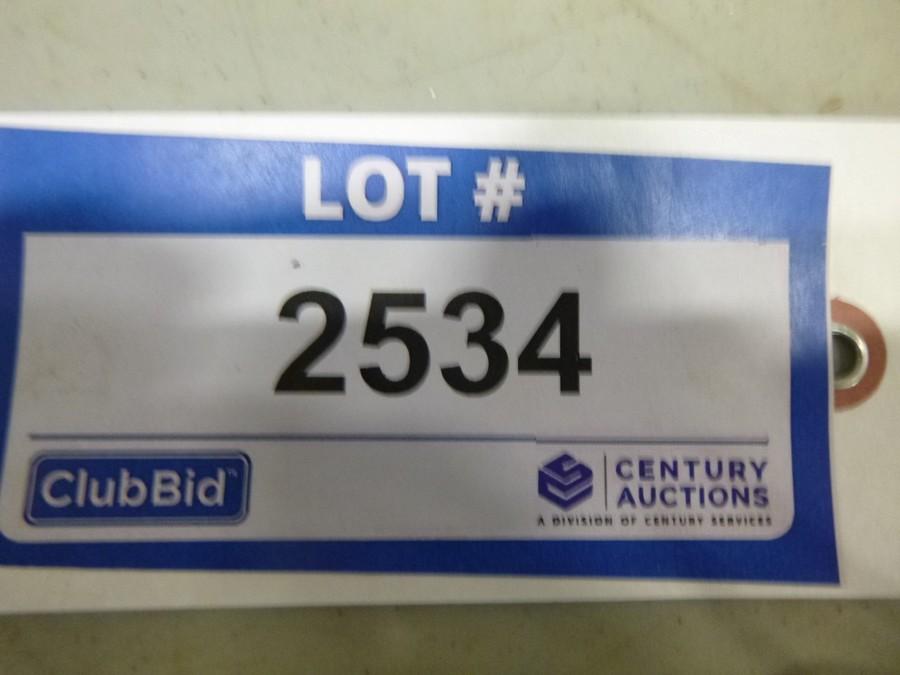 LOT #
2534
ClubBid™
CENTURY
AUCTIONS
A DIVISION OF CENTURY SERVICES